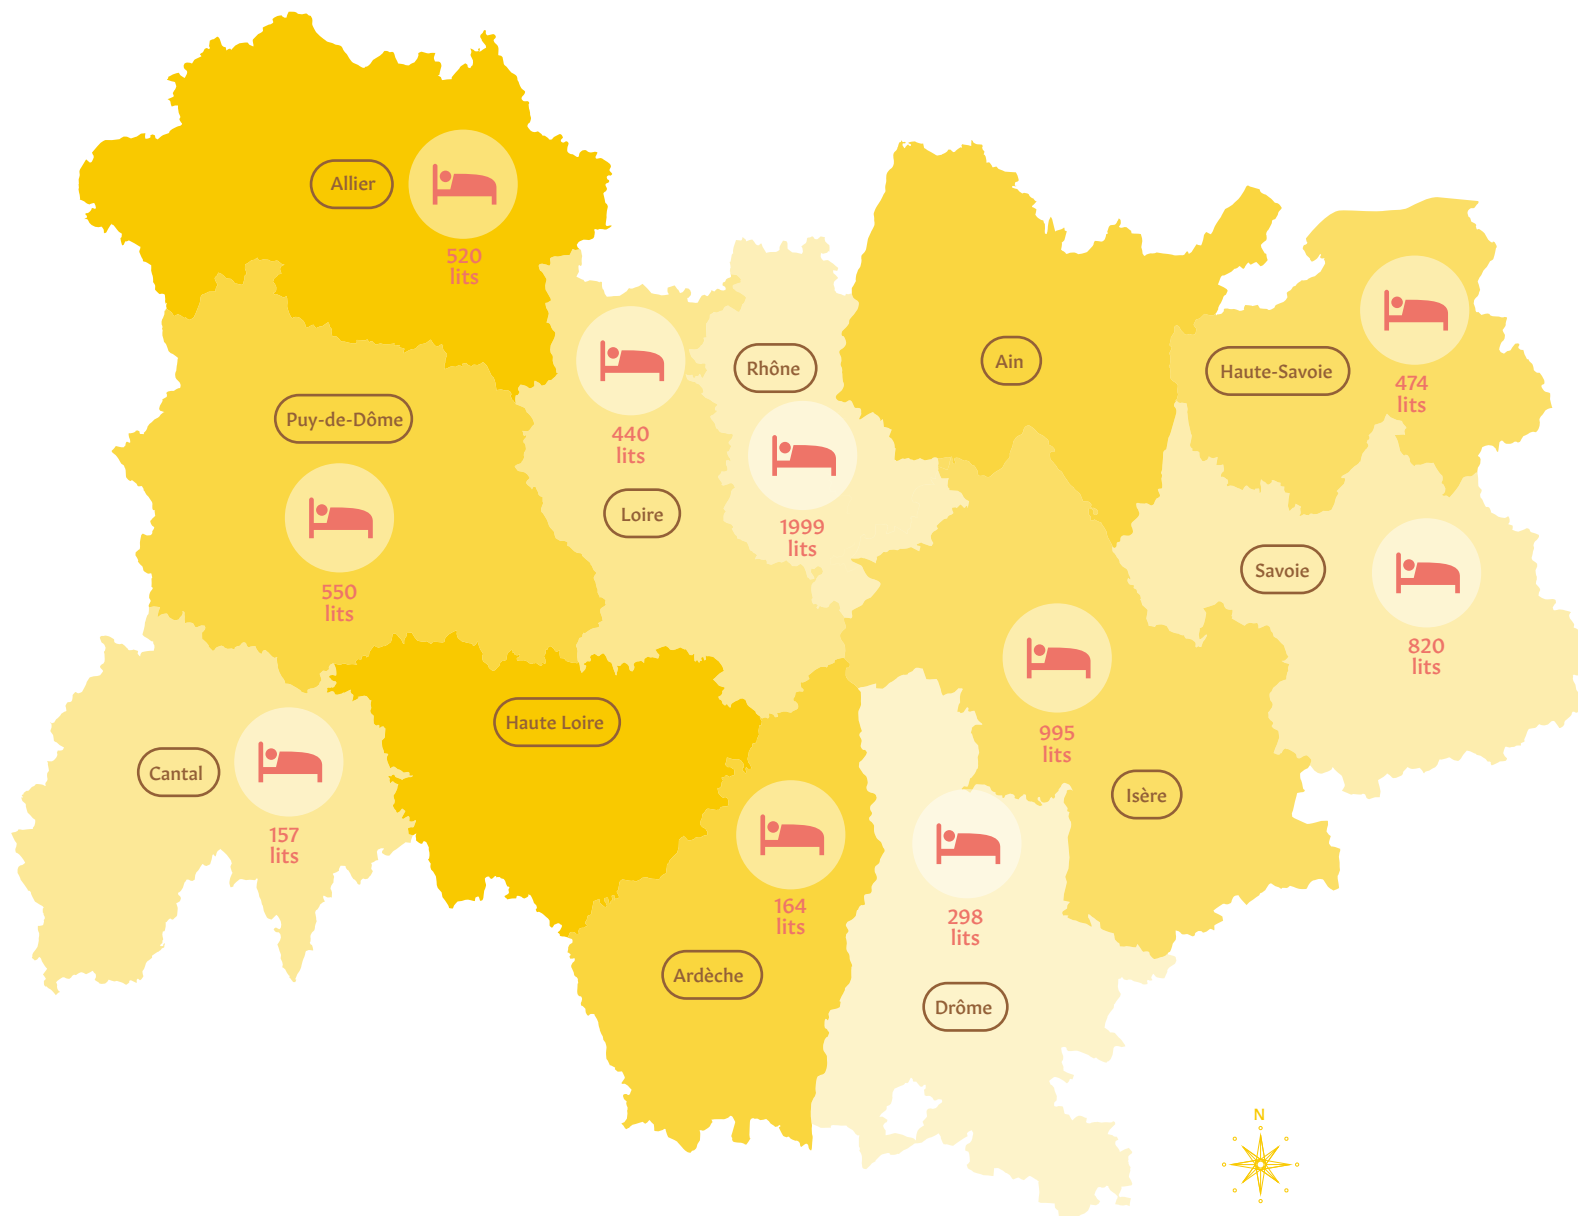 Allier
520
lits
Puy-de-Dôme
550
lits
440
lits
Loire
Rhône
1999
lits
Ain
Haute-Savoie
474
lits
Savoie
820
lits
995
lits
Isère
Haute Loire
Cantal
157
lits
164
lits
Ardèche
298
lits
Drôme
N